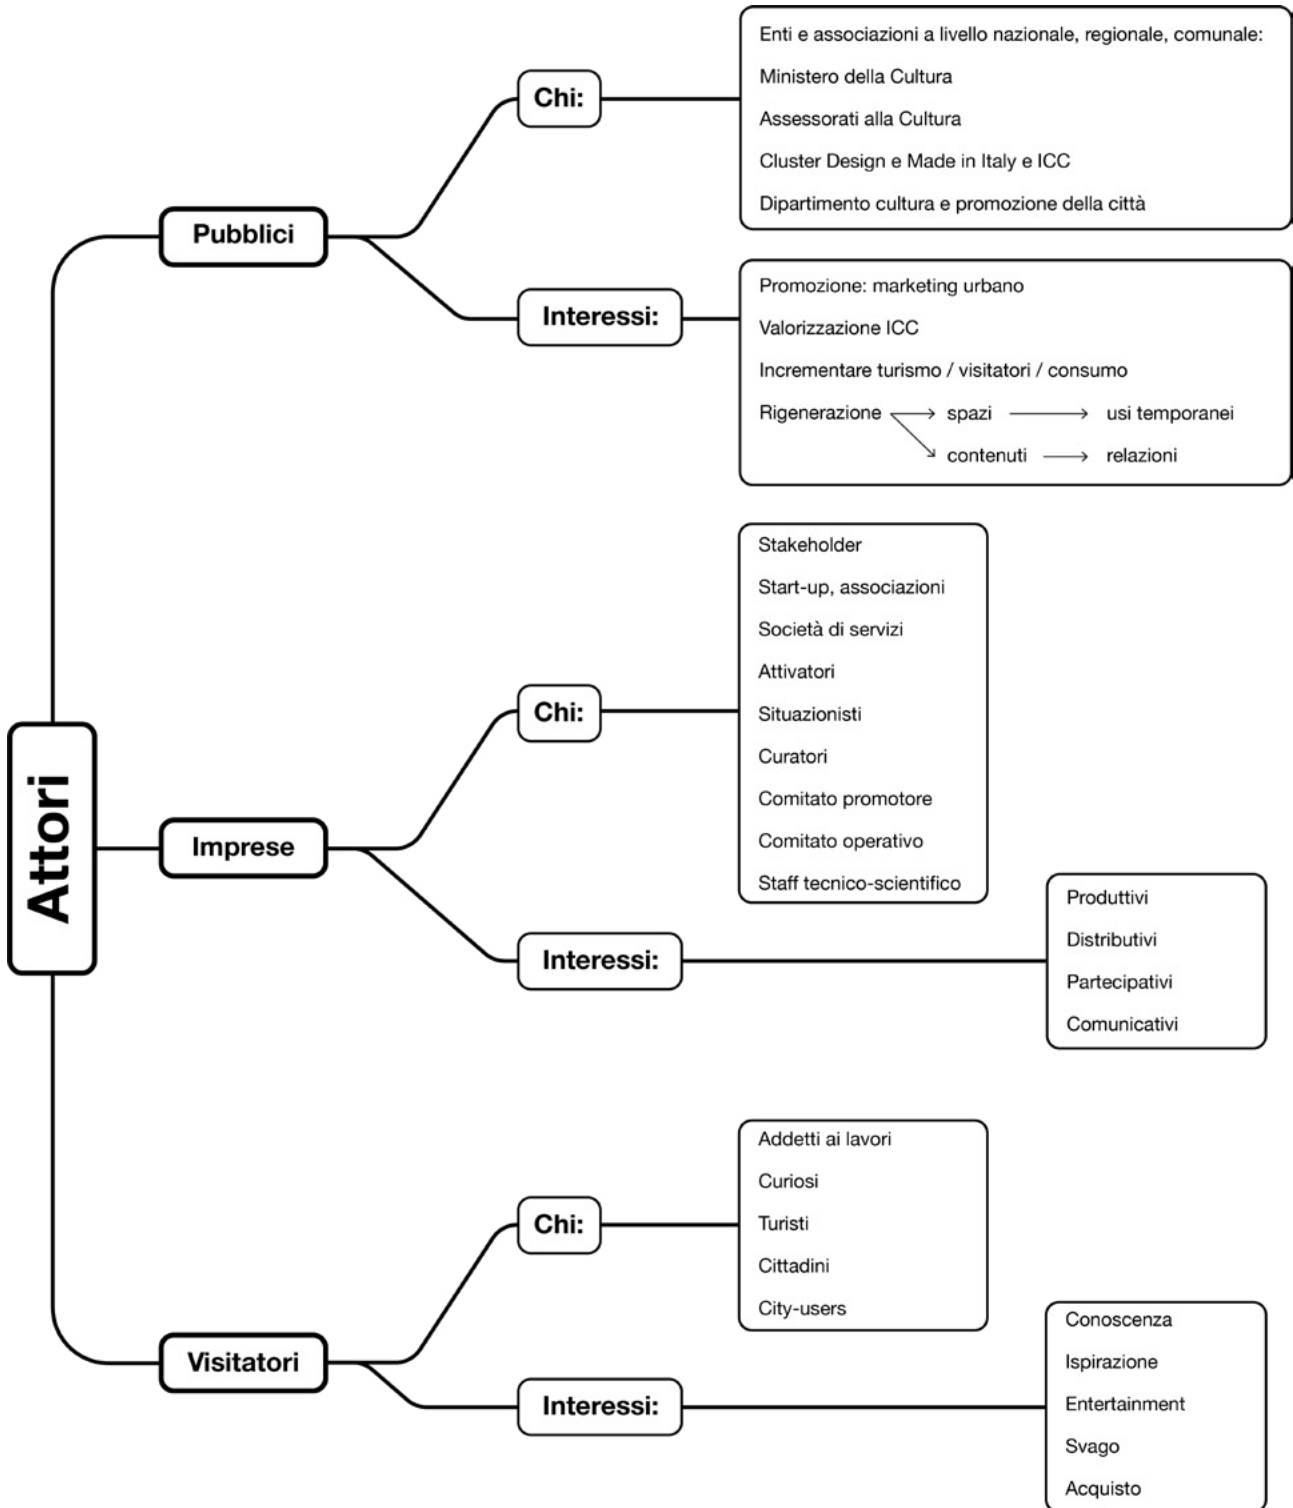 Attori
Pubblici
Chi:
Enti e associazioni a livello nazionale, regionale, comunale:
Ministero della Cultura
Assessorati alla Cultura
Cluster Design e Made in Italy e ICC
Dipartimento cultura e promozione della città
Interessi:
Promozione: marketing urbano
Valorizzazione ICC
Incrementare turismo / visitatori / consumo
Rigenerazione spazi usi temporanei
contenuti relazioni
Imprese
Chi:
Stakeholder
Start-up, associazioni
Società di servizi
Attivatori
Situazionisti
Curatori
Comitato promotore
Comitato operativo
Staff tecnico-scientifico
Interessi:
Produttivi
Distributivi
Partecipativi
Comunicativi
Visitatori
Chi:
Addetti ai lavori
Curiosi
Turisti
Cittadini
City-users
Interessi:
Conoscenza
Ispirazione
Entertainment
Svago
Acquisto